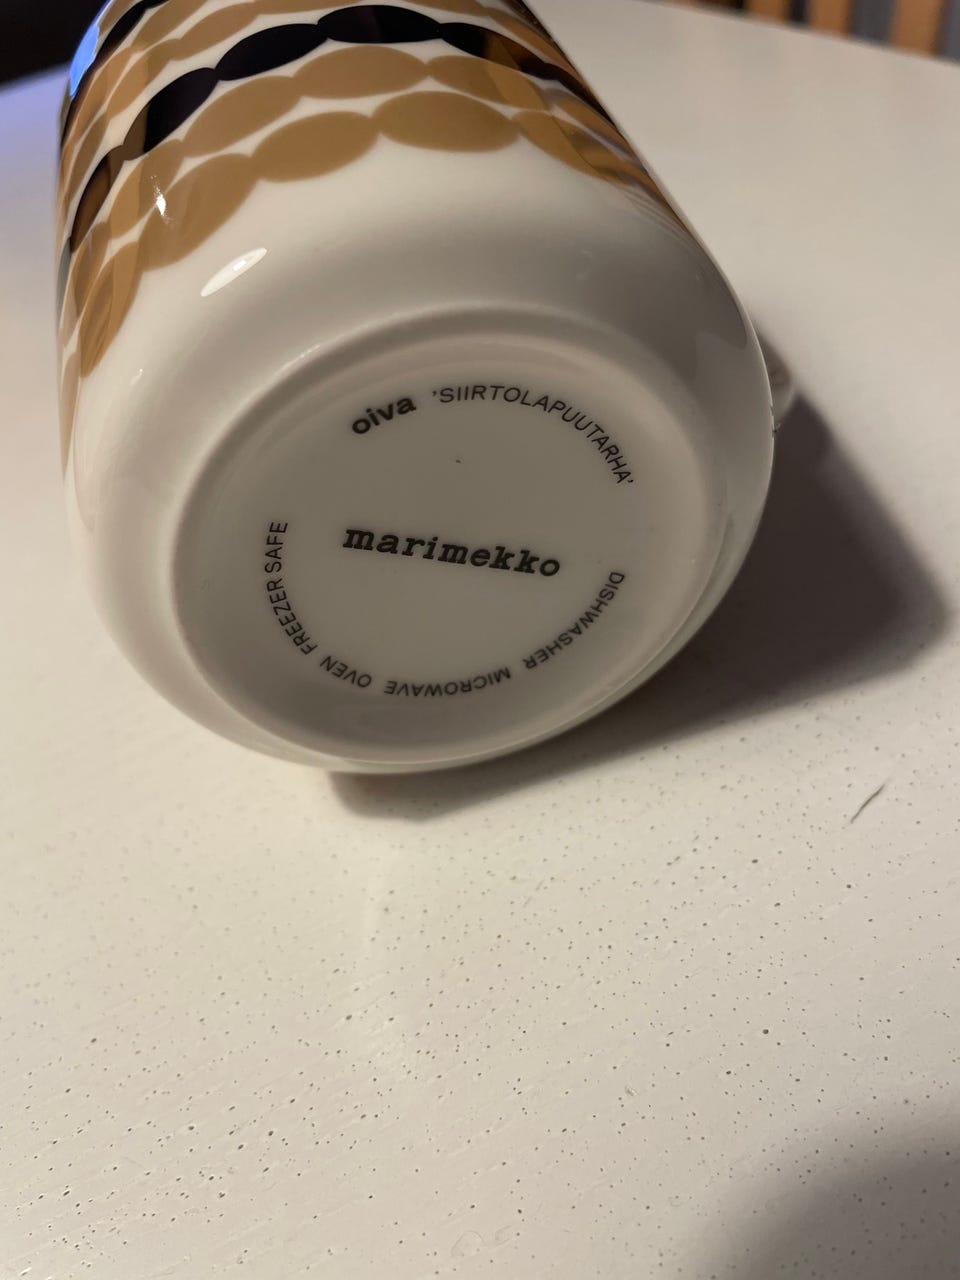 oiva 'SIIRTOLAPUUTARHA'
marimekko
DISHWASHER MICROWAVE OVEN FREEZER SAFE